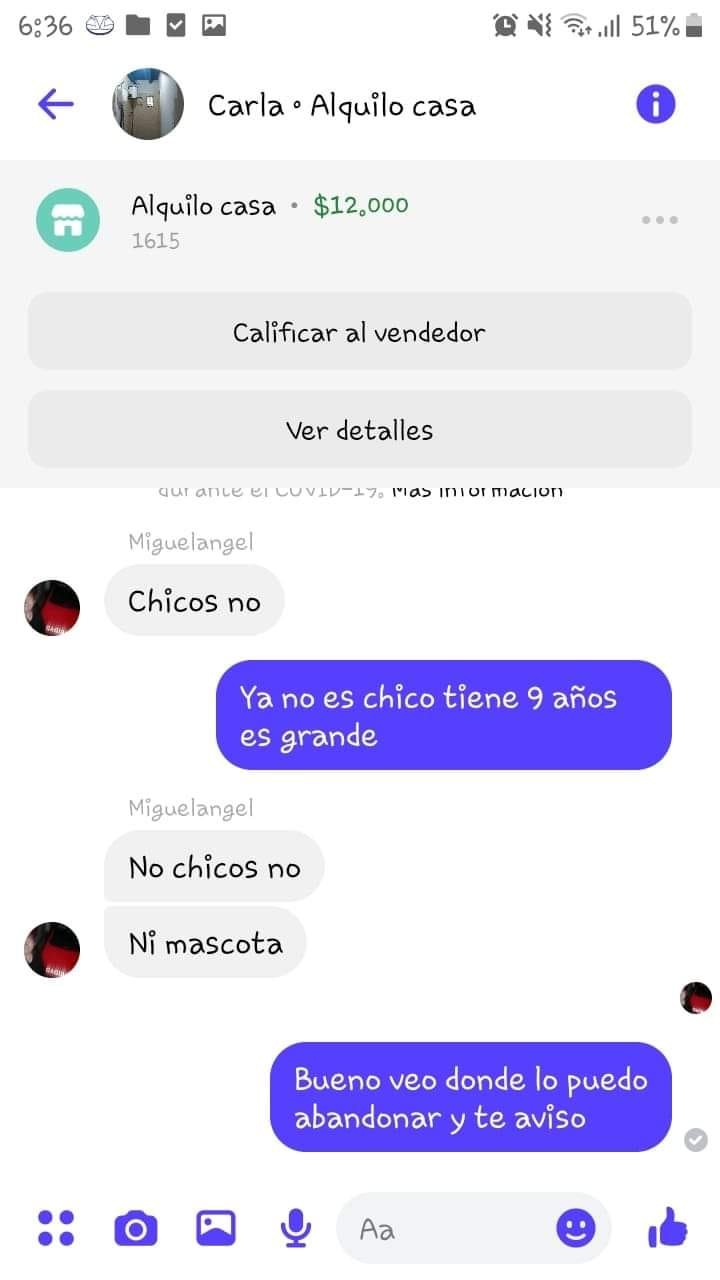 6:36
51%
Carla • Alquilo casa
Alquilo casa • $12.000
1615
Calificar al vendedor
Ver detalles
durante el COVID-19. Más información
Miguelangel
Chicos no
Ya no es chico tiene 9 años
es grande
Miguelangel
No chicos no
Ni mascota
Bueno veo donde lo puedo
abandonar y te aviso
Aa